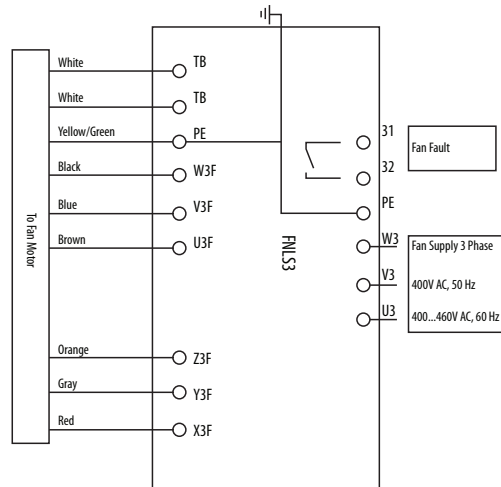 To Fan Motor
White
TB
White
TB
Yellow/Green
PE
Black
W3F
Blue
V3F
Brown
U3F
Orange
Z3F
Gray
Y3F
Red
X3F
FNLS3
31
32
Fan Fault
PE
W3
V3
U3
Fan Supply 3 Phase
400V AC, 50 Hz
400...460V AC, 60 Hz